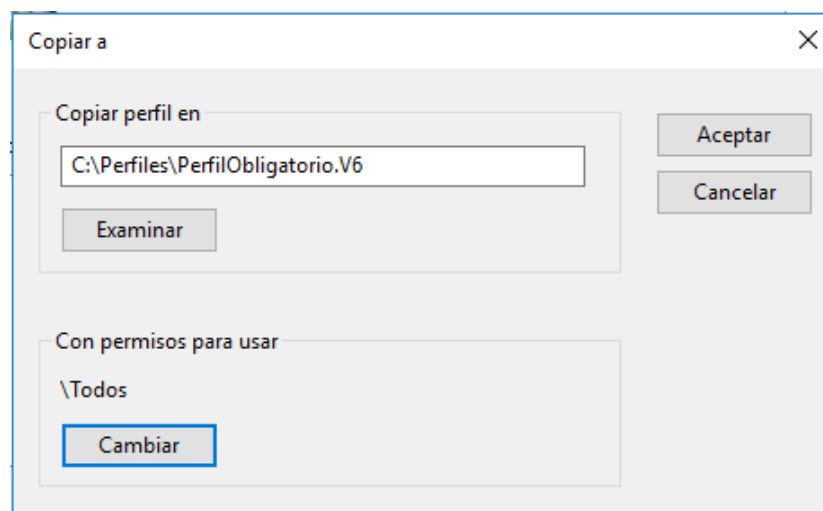 Copiar a
Copiar perfil en
C:\Perfiles\PerfilObligatorio.V6
Examinar
Aceptar
Cancelar
Con permisos para usar
\Todos
Cambiar